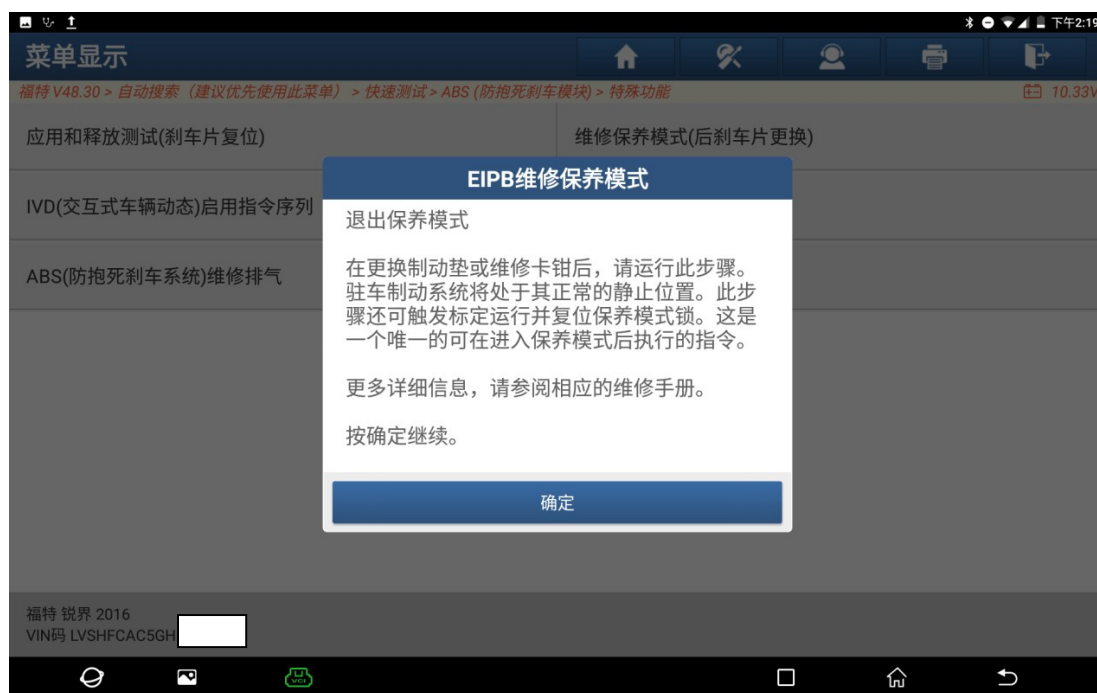 下午2:19
菜单显示
福特 V48.30 > 自动搜索（建议优先使用此菜单）> 快速测试 > ABS (防抱死刹车模块) > 特殊功能
10.33V
应用和释放测试(刹车片复位)
维修保养模式(后刹车片更换)
EIPB维修保养模式
IVD(交互式车辆动态)启用指令序列
退出保养模式
ABS(防抱死刹车系统)维修排气
在更换制动垫或维修卡钳后，请运行此步骤。
驻车制动系统将处于其正常的静止位置。此步
骤还可触发标定运行并复位保养模式锁。这是
一个唯一的可在进入保养模式后执行的指令。
更多详细信息，请参阅相应的维修手册。
按确定继续。
确定
福特 锐界 2016
VIN码 LVSHFCAC5GH
VCI